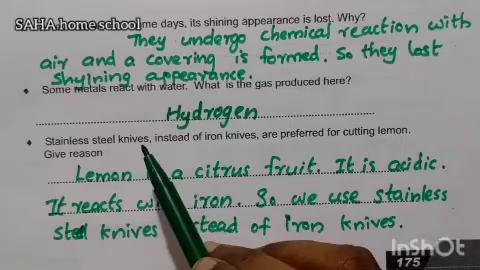 SAHA home school
me days, its shining appearance is lost. Why?
They undergo chemical reaction with
air and a covering is formed. So they lost
shyining appearance.
Some metals react with water. What is the gas produced here?
Hydrogen
Stainless steel knives, instead of iron knives, are preferred for cutting lemon.
Give reason
Lemon a citrus fruit. It is acidic.
It reacts iron. So we use stainless
steel knives of iron knives.
InShot
175